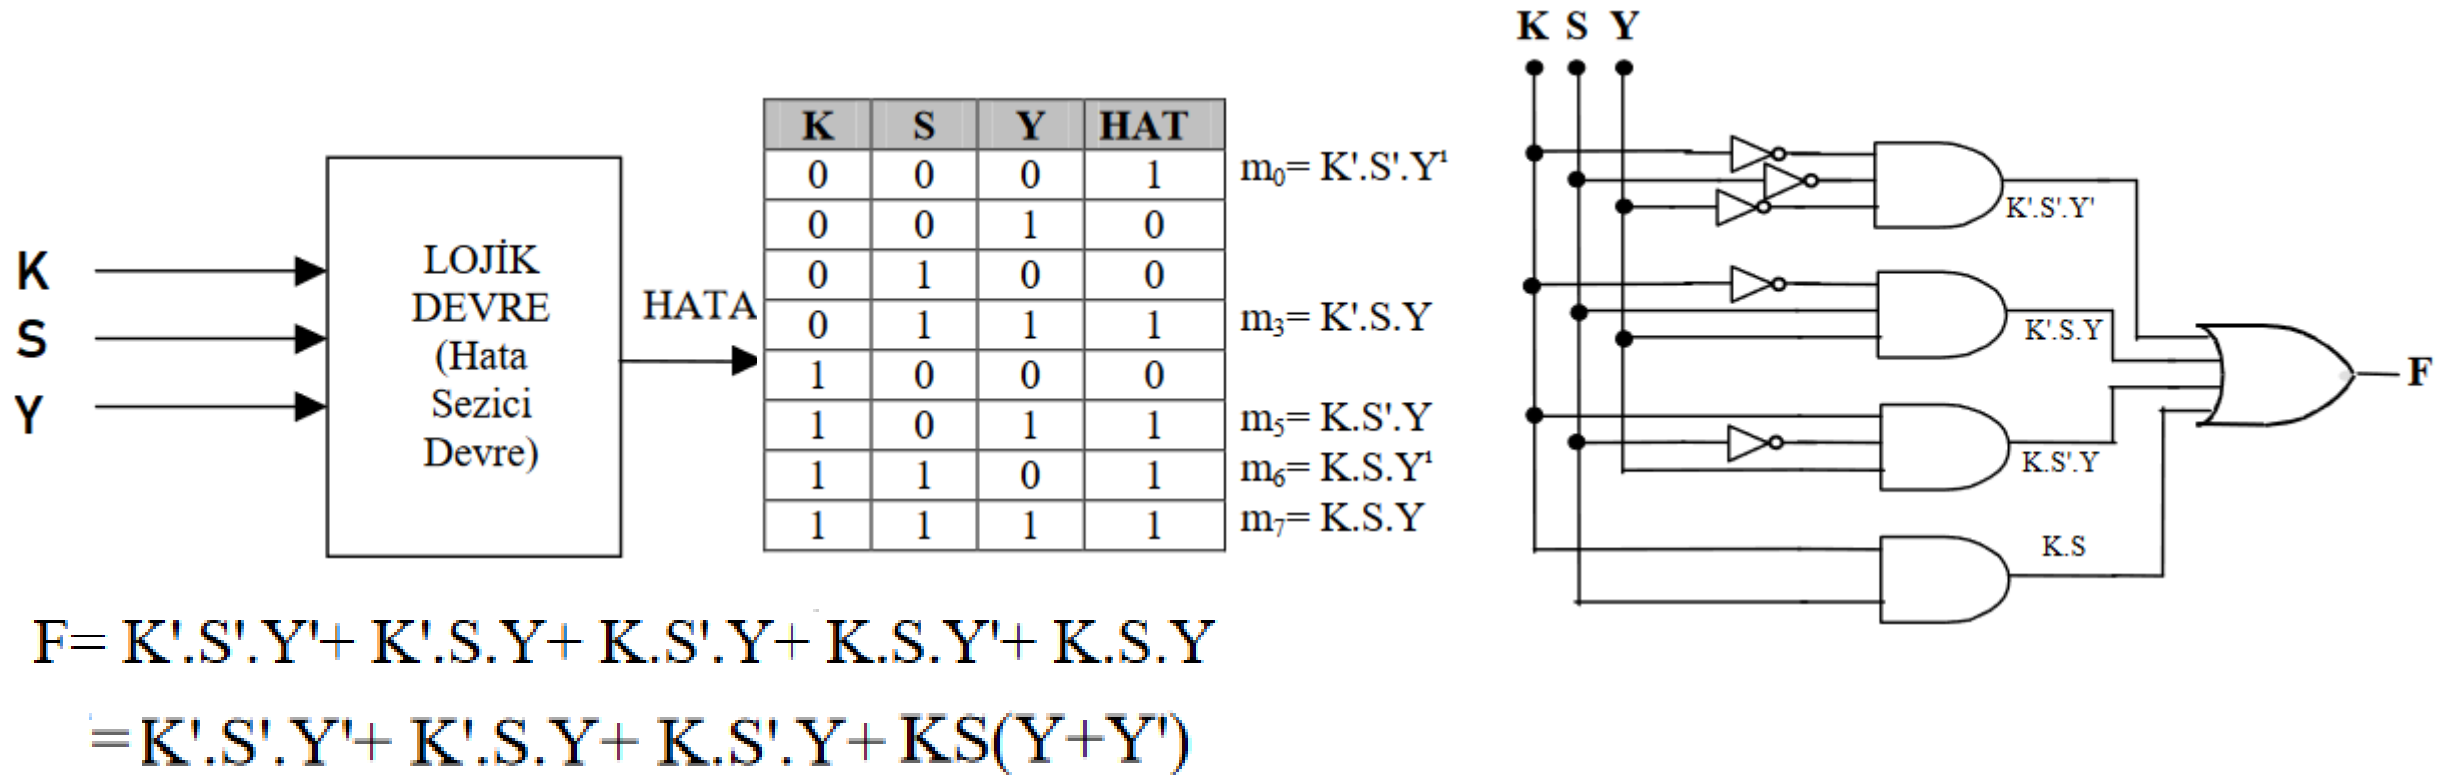 K
S
Y
LOJİK
DEVRE
(Hata
Sezici
Devre)
HATA
K S Y HAT
0 0 0 1 m₀= K'.S'.Y¹
0 0 1 0
0 1 0 0
0 1 1 1 m₃= K'.S.Y
1 0 0 0
1 0 1 1 m₅= K.S'.Y
1 1 0 1 m₆= K.S.Y¹
1 1 1 1 m₇= K.S.Y
K S Y
K'.S'.Y'
K'.S.Y
K.S'.Y
K.S
F
F= K'.S'.Y'+ K'.S.Y+ K.S'.Y+ K.S.Y'+ K.S.Y
=K'.S'.Y'+ K'.S.Y+ K.S'.Y+ KS(Y+Y')